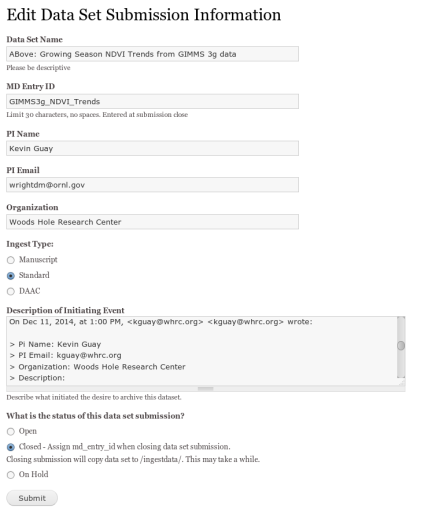 Edit Data Set Submission Information
Data Set Name
ABove: Growing Season NDVI Trends from GIMMS 3g data
Please be descriptive
MD Entry ID
GIMMS3g_NDVI_Trends
Limit 30 characters, no spaces. Entered at submission close
PI Name
Kevin Guay
PI Email
wrightdm@ornl.gov
Organization
Woods Hole Research Center
Ingest Type:
Manuscript
Standard
DAAC
Description of Initiating Event
On Dec 11, 2014, at 1:00 PM, <kguay@whrc.org> <kguay@whrc.org> wrote:
> Pi Name: Kevin Guay
> PI Email: kguay@whrc.org
> Organization: Woods Hole Research Center
> Description:
Describe what initiated the desire to archive this dataset.
What is the status of this data set submission?
Open
Closed - Assign md_entry_id when closing data set submission.
Closing submission will copy data set to /ingestdata/. This may take a while.
On Hold
Submit